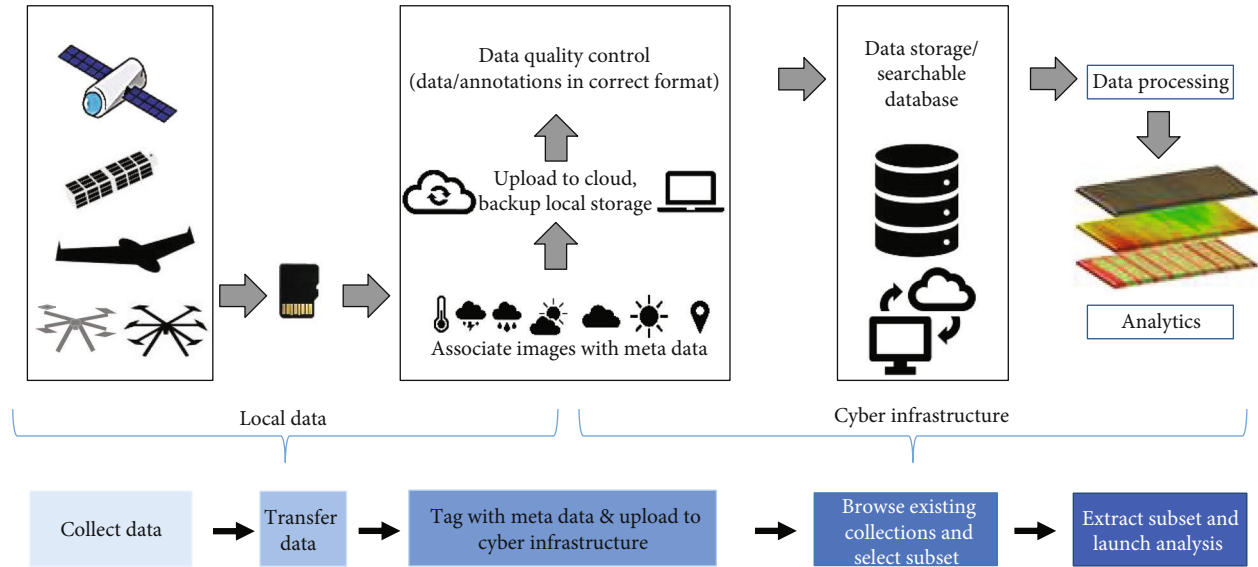 Data quality control
(data/annotations in correct format)
Upload to cloud,
backup local storage
Associate images with meta data
Data storage/
searchable
database
Data processing
Analytics
Local data
Cyber infrastructure
Collect data
Transfer
data
Tag with meta data & upload to
cyber infrastructure
Browse existing
collections and
select subset
Extract subset and
launch analysis